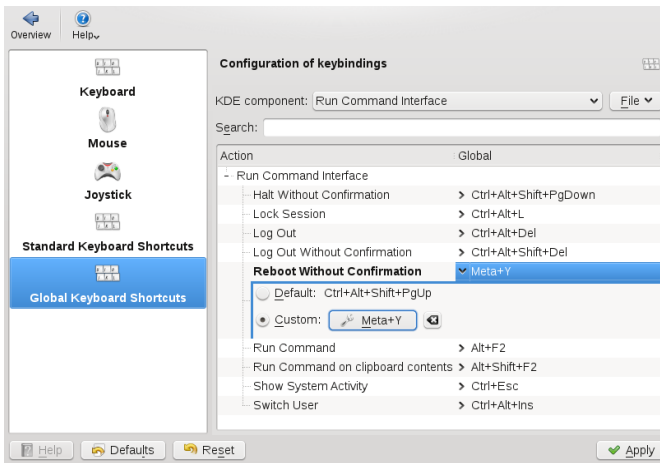 Overview
Help
Keyboard
Mouse
Joystick
Standard Keyboard Shortcuts
Global Keyboard Shortcuts
Configuration of keybindings
KDE component: Run Command Interface File
Search:
Action Global
Run Command Interface
Halt Without Confirmation Ctrl+Alt+Shift+PgDown
Lock Session Ctrl+Alt+L
Log Out Ctrl+Alt+Del
Log Out Without Confirmation Ctrl+Alt+Shift+Del
Reboot Without Confirmation Meta+Y
Default: Ctrl+Alt+Shift+PgUp
Custom: Meta+Y
Run Command Alt+F2
Run Command on clipboard contents Alt+Shift+F2
Show System Activity Ctrl+Esc
Switch User Ctrl+Alt+Ins
Help Defaults Reset Apply